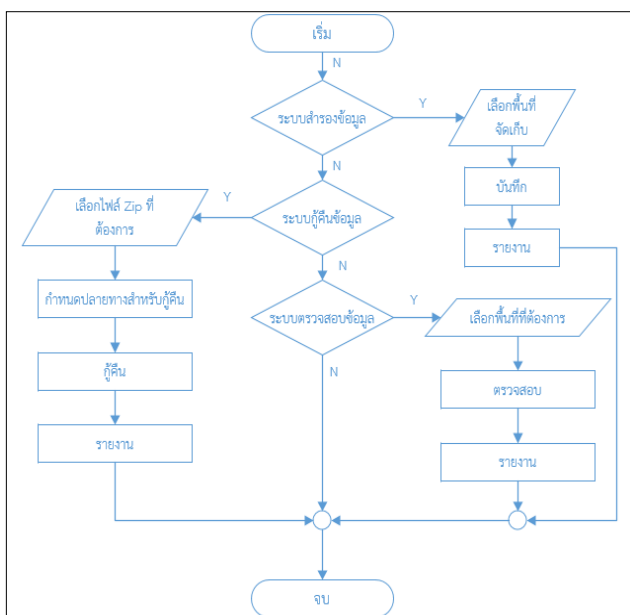 เริ่ม
N
ระบบสำรองข้อมูล
Y
เลือกพื้นที่
จัดเก็บ
บันทึก
รายงาน
N
ระบบกู้คืนข้อมูล
Y
เลือกไฟล์ Zip ที่
ต้องการ
กำหนดปลายทางสำหรับกู้คืน
กู้คืน
รายงาน
N
ระบบตรวจสอบข้อมูล
Y
เลือกพื้นที่ที่ต้องการ
ตรวจสอบ
รายงาน
N
จบ